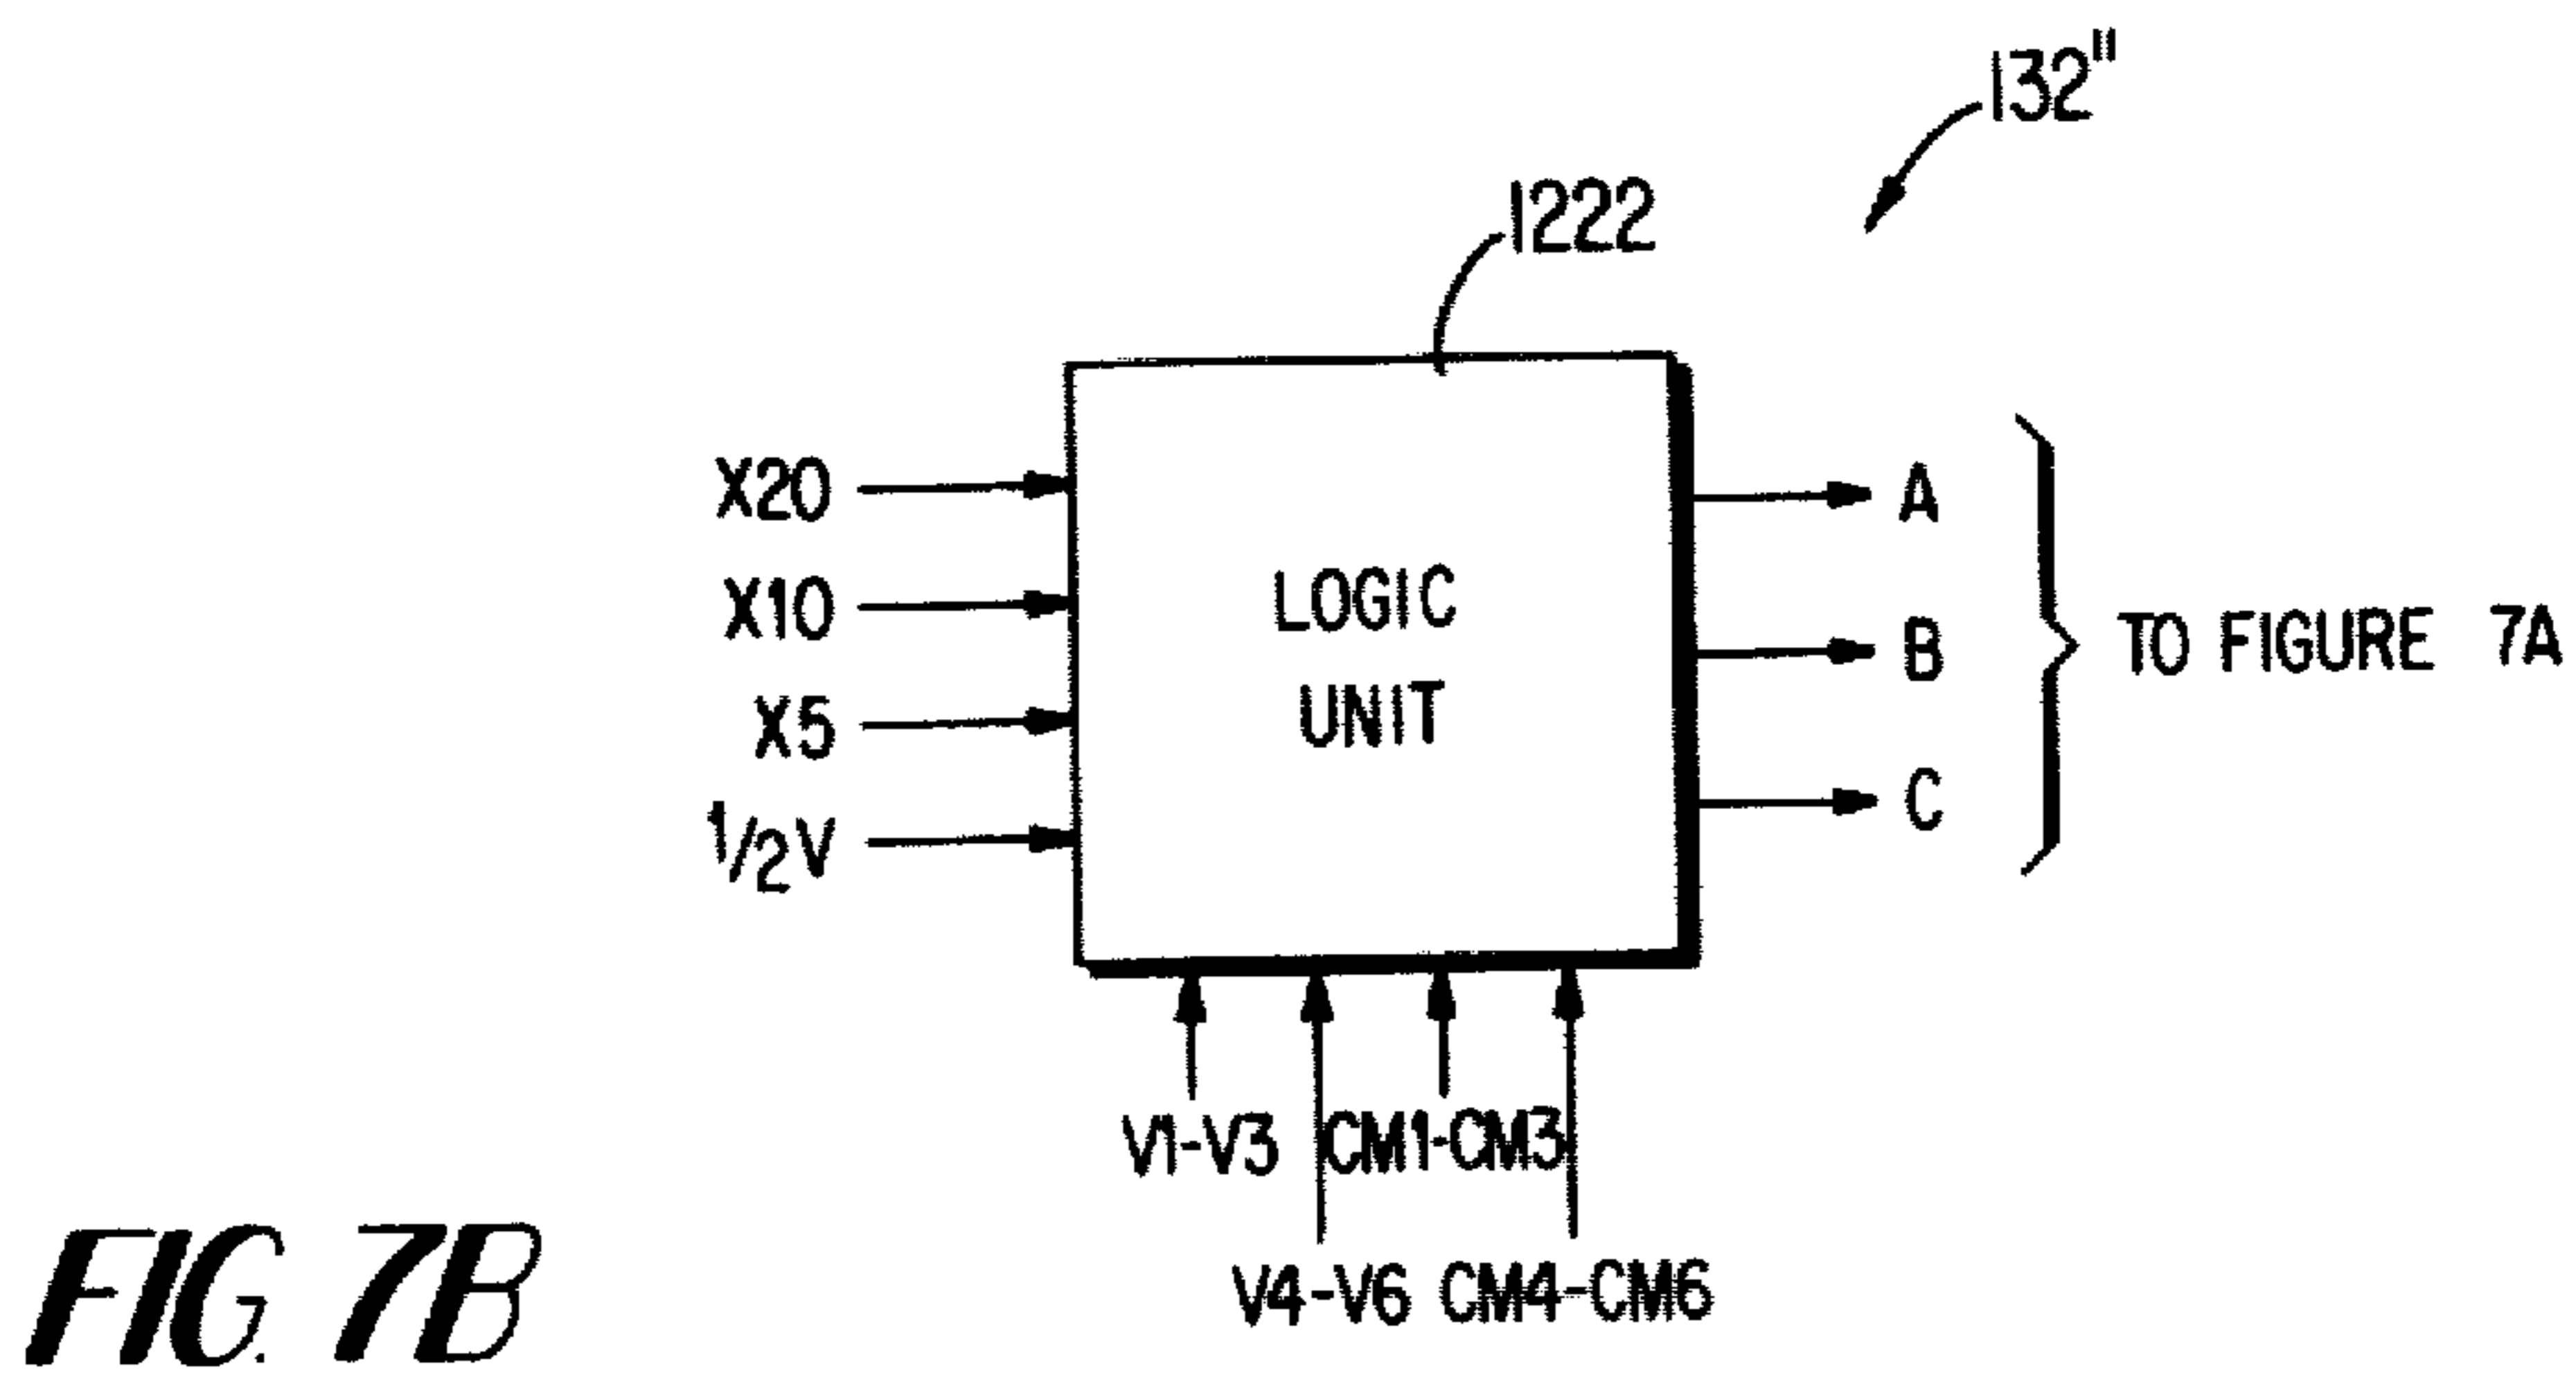 132"
1222
X20
X10
X5
1/2 V
LOGIC
UNIT
A
B
C
TO FIGURE 7A
V1-V3 CM1-CM3
V4-V6 CM4-CM6
FIG. 7B